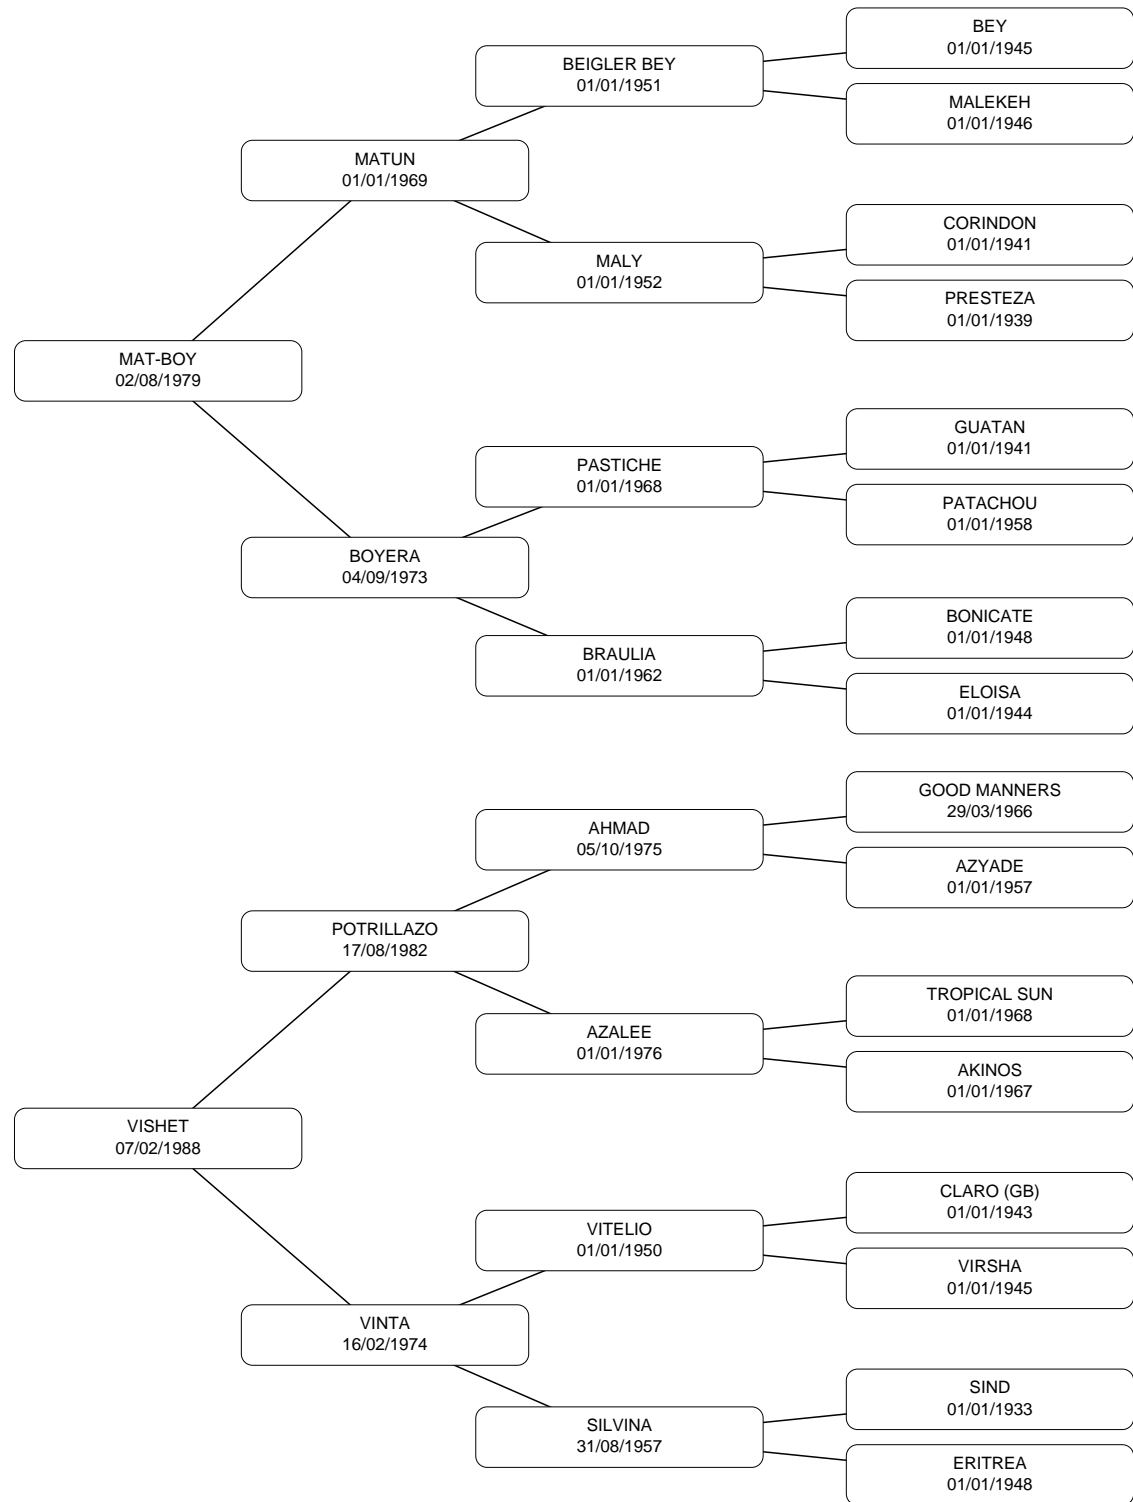 BEY
01/01/1945
BEIGLER BEY
01/01/1951
MALEKEH
01/01/1946
MATUN
01/01/1969
CORINDON
01/01/1941
MALY
01/01/1952
PRESTEZA
01/01/1939
MAT-BOY
02/08/1979
GUATAN
01/01/1941
PASTICHE
01/01/1968
PATACHOU
01/01/1958
BOYERA
04/09/1973
BONICATE
01/01/1948
BRAULIA
01/01/1962
ELOISA
01/01/1944
GOOD MANNERS
29/03/1966
AHMAD
05/10/1975
AZYADE
01/01/1957
POTRILLAZO
17/08/1982
TROPICAL SUN
01/01/1968
AZALEE
01/01/1976
AKINOS
01/01/1967
VISHET
07/02/1988
CLARO (GB)
01/01/1943
VITELIO
01/01/1950
VIRSHA
01/01/1945
VINTA
16/02/1974
SIND
01/01/1933
SILVINA
31/08/1957
ERITREA
01/01/1948